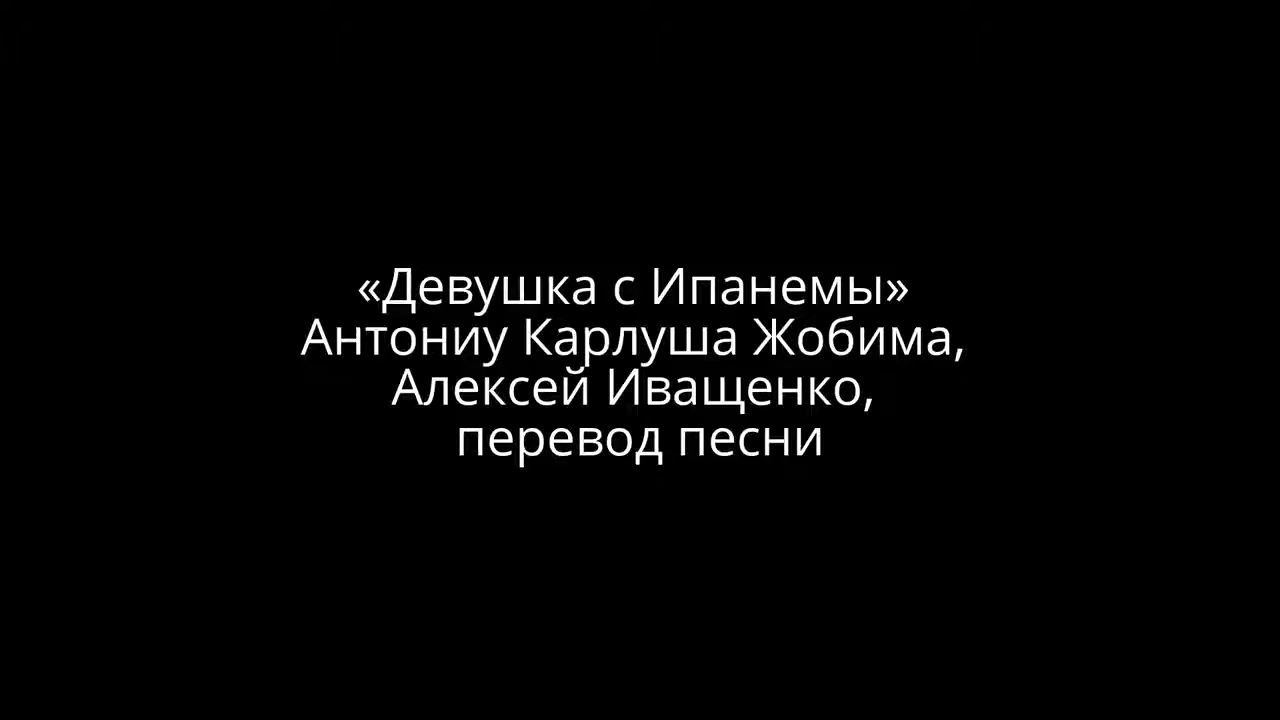 «Девушка с Ипанемы»
Антониу Карлуша Жобима,
Алексей Иващенко,
перевод песни